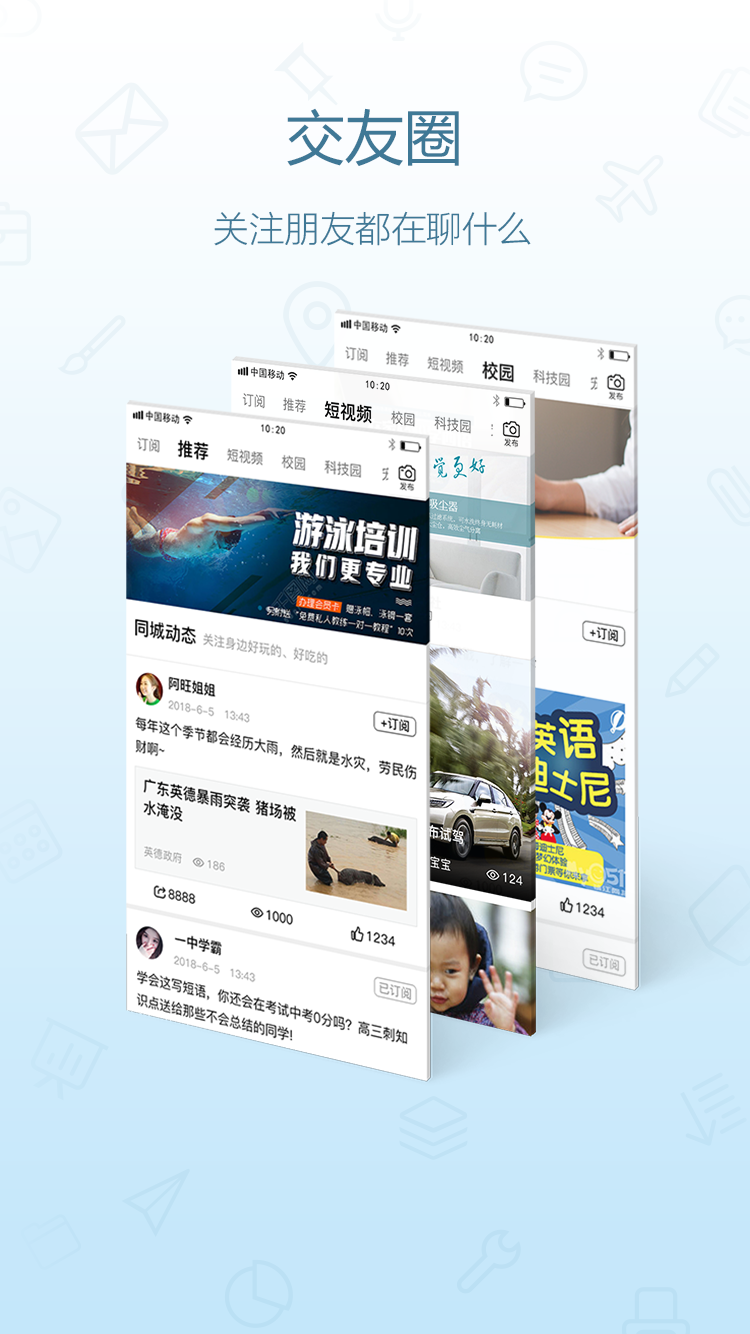 交友圈
关注朋友都在聊什么
中国移动
10:20
订阅 推荐 短视频 校园 科技园
发布
中国移动
10:20
订阅 推荐 短视频 校园 科技园
发布
觉更好
吸尘器
布试驾
宝宝
124
中国移动
10:20
订阅 推荐 短视频 校园 科技园
发布
+订阅
英语
迪士尼
梦幻体验
1234
已订阅
游泳培训
我们更专业
办理会员卡 赠泳帽、泳镜一套
"免费私人教练一对一教程" 10次
同城动态 关注身边好玩的、好吃的
阿旺姐姐
2018-6-5 13:43
+订阅
每年这个季节都会经历大雨，然后就是水灾，劳民伤
财啊~
广东英德暴雨突袭 猪场被
水淹没
英德政府 186
8888 1000 1234
一中学霸
2018-6-5 13:43
已订阅
学会这写短语，你还会在考试中考0分吗？高三刺知
识点送给那些不会总结的同学!